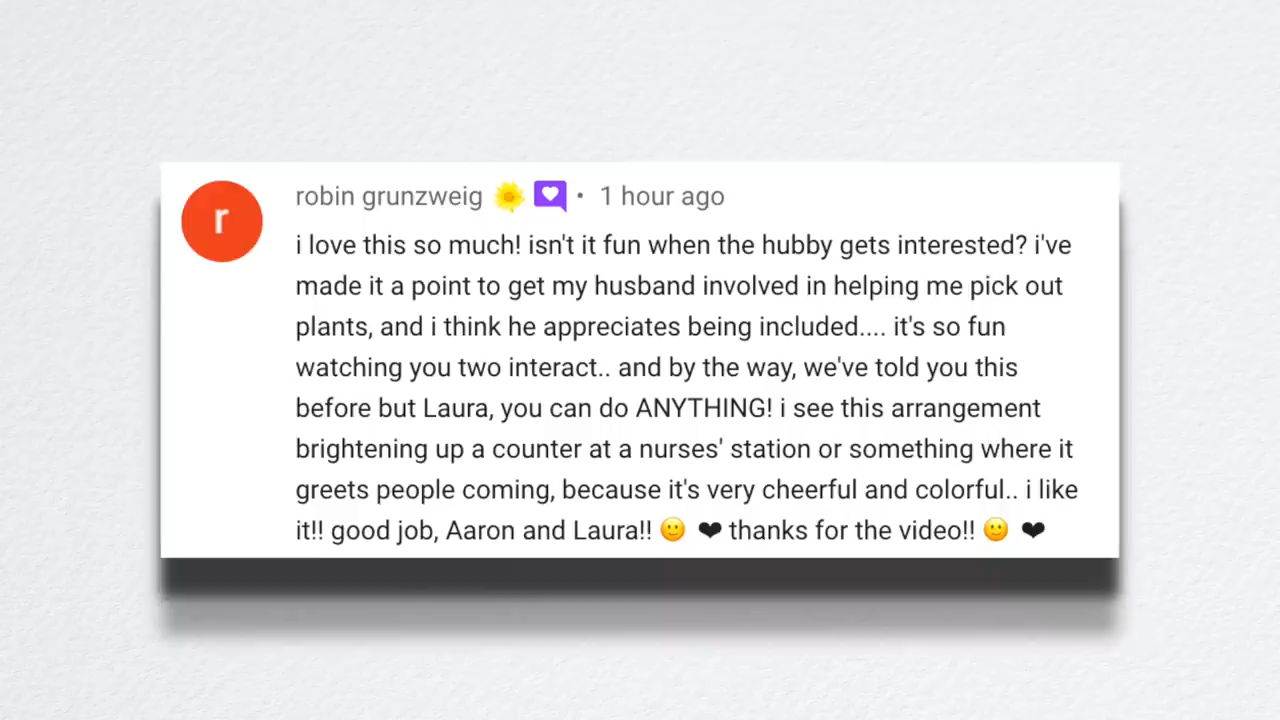 r
robin grunzweig 🌼 💜 • 1 hour ago
i love this so much! isn't it fun when the hubby gets interested? i've
made it a point to get my husband involved in helping me pick out
plants, and i think he appreciates being included.... it's so fun
watching you two interact.. and by the way, we've told you this
before but Laura, you can do ANYTHING! i see this arrangement
brightening up a counter at a nurses' station or something where it
greets people coming, because it's very cheerful and colorful.. i like
it!! good job, Aaron and Laura!! 🙂 ❤ thanks for the video!! 🙂 ❤